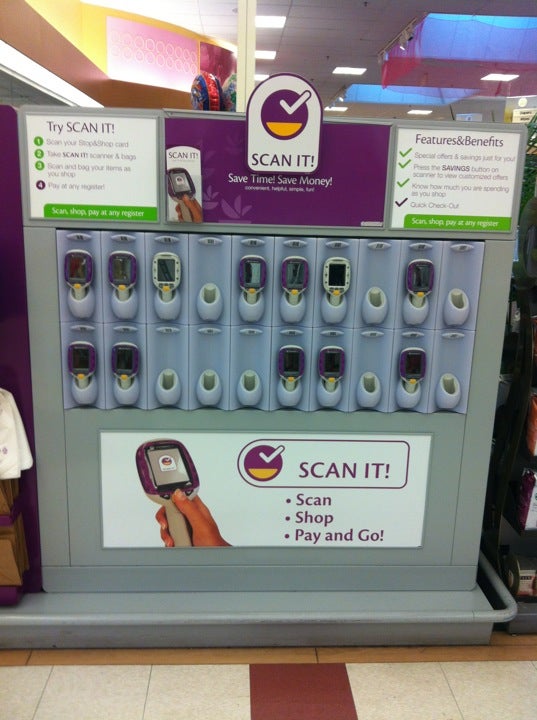 Try SCAN IT!
1 Scan your Stop&Shop card
2 Take SCAN IT! scanner & bags
3 Scan and bag your items as
you shop
4 Pay at any register!
Scan, shop, pay at any register
SCAN IT!
SCAN IT!
Save Time! Save Money!
convenient, helpful, simple, fun!
Features&Benefits
Special offers & savings just for you!
Press the SAVINGS button on
scanner to view customized offers
Know how much you are spending
as you shop
Quick Check-Out
Scan, shop, pay at any register
SCAN IT!
• Scan
• Shop
• Pay and Go!